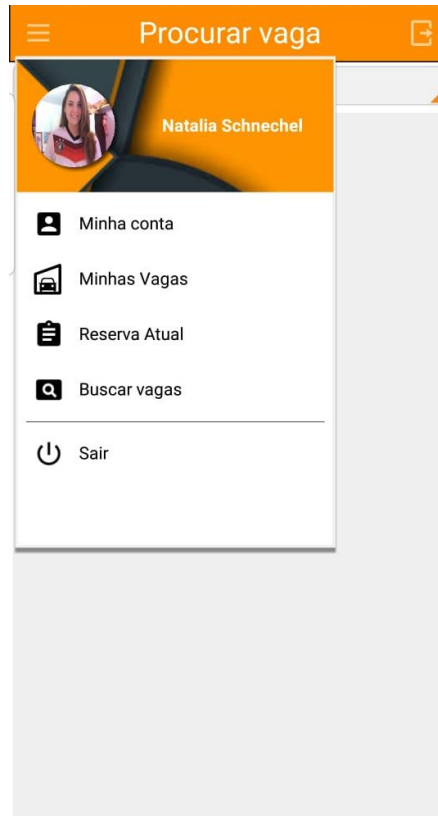 Procurar vaga
Natalia Schnechel
Minha conta
Minhas Vagas
Reserva Atual
Buscar vagas
Sair